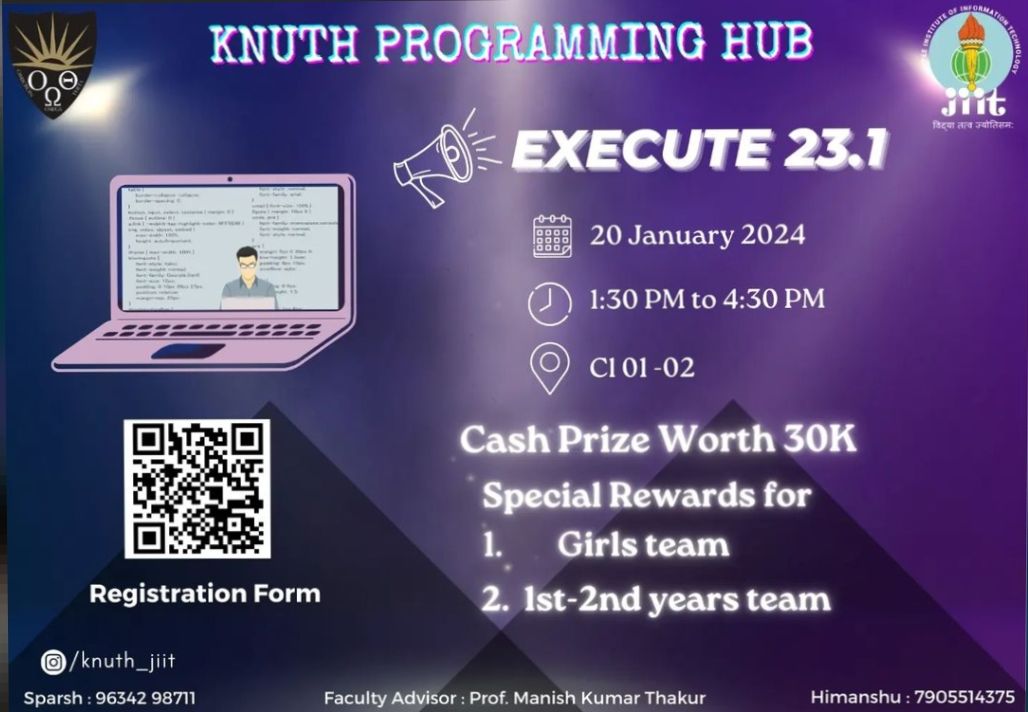 KNUTH PROGRAMMING HUB
jiit
विद्या तत्व ज्योतिसम:
EXECUTE 23.1
20 January 2024
1:30 PM to 4:30 PM
Cl 01 -02
Cash Prize Worth 30K
Special Rewards for
1. Girls team
2. 1st-2nd years team
Registration Form
/knuth_jiit
Sparsh : 96342 98711
Faculty Advisor : Prof. Manish Kumar Thakur
Himanshu : 7905514375